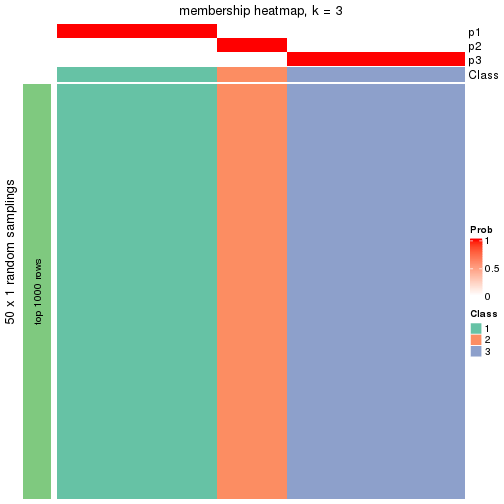 membership heatmap, k = 3
p1
p2
p3
Class
50 x 1 random samplings
top 1000 rows
Prob
1
0.5
0
Class
1
2
3